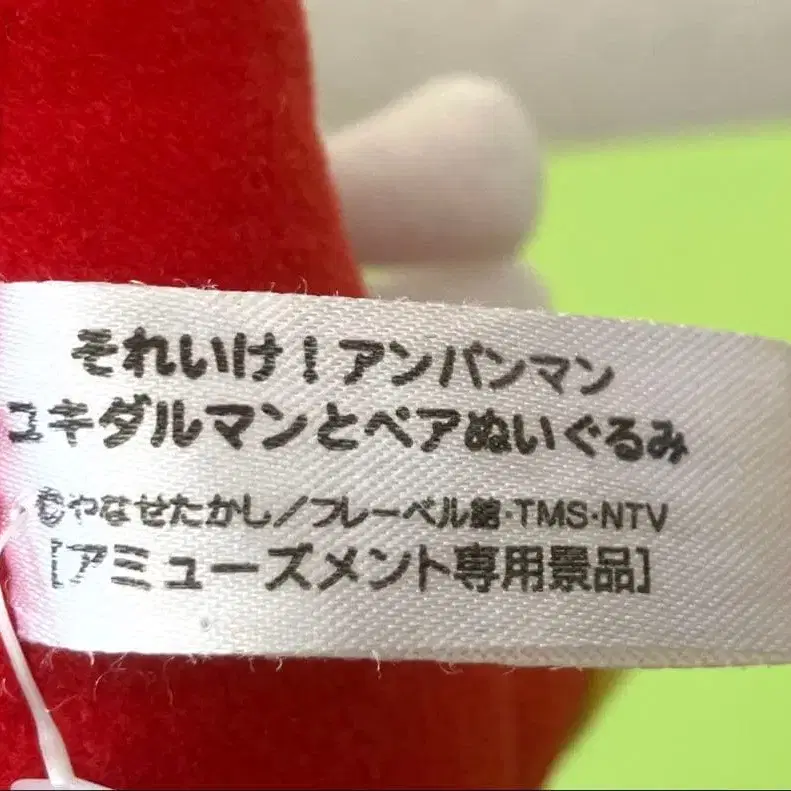 それいけ！アンパンマン
ユキダルマンとペアぬいぐるみ
©やなせたかし／フレーベル館・TMS・NTV
[アミューズメント専用景品]